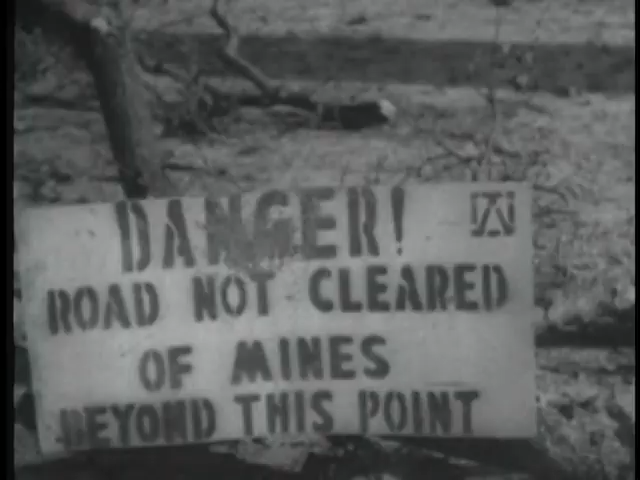 DANGER!
ROAD NOT CLEARED
OF MINES
BEYOND THIS POINT